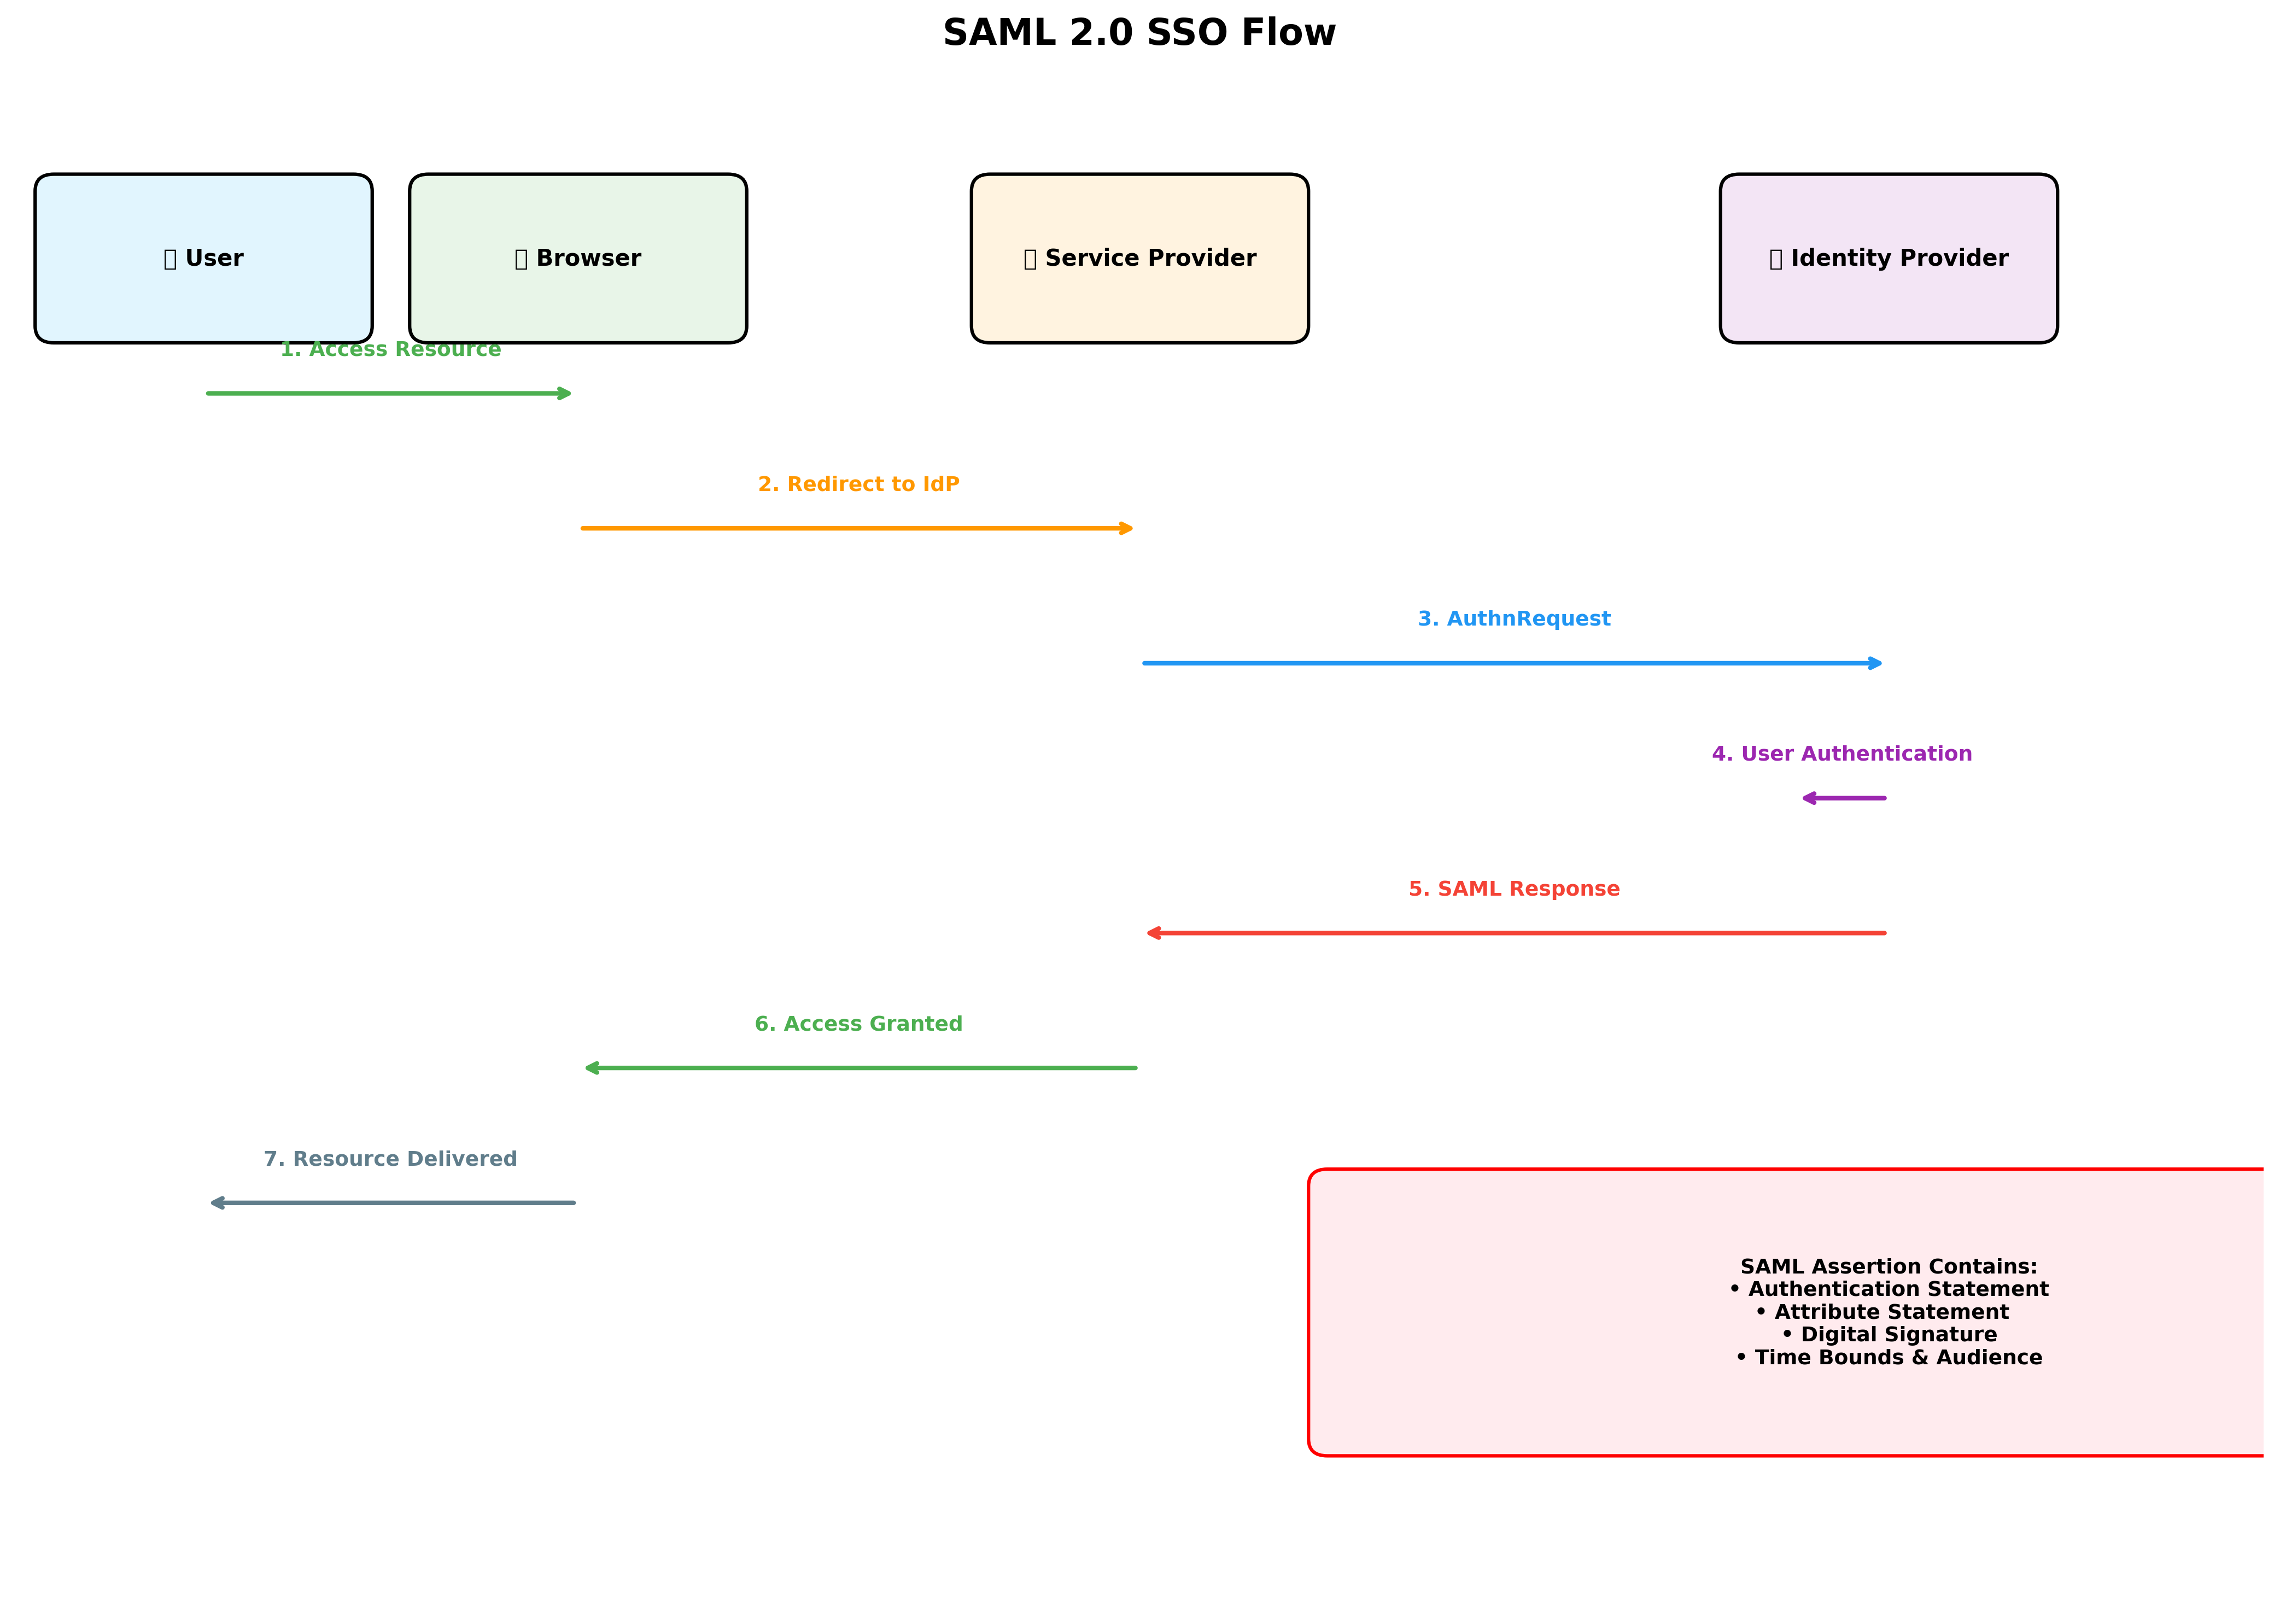 SAML 2.0 SSO Flow
User
Browser
Service Provider
Identity Provider
1. Access Resource
2. Redirect to IdP
3. AuthnRequest
4. User Authentication
5. SAML Response
6. Access Granted
7. Resource Delivered
SAML Assertion Contains:
• Authentication Statement
• Attribute Statement
• Digital Signature
• Time Bounds & Audience